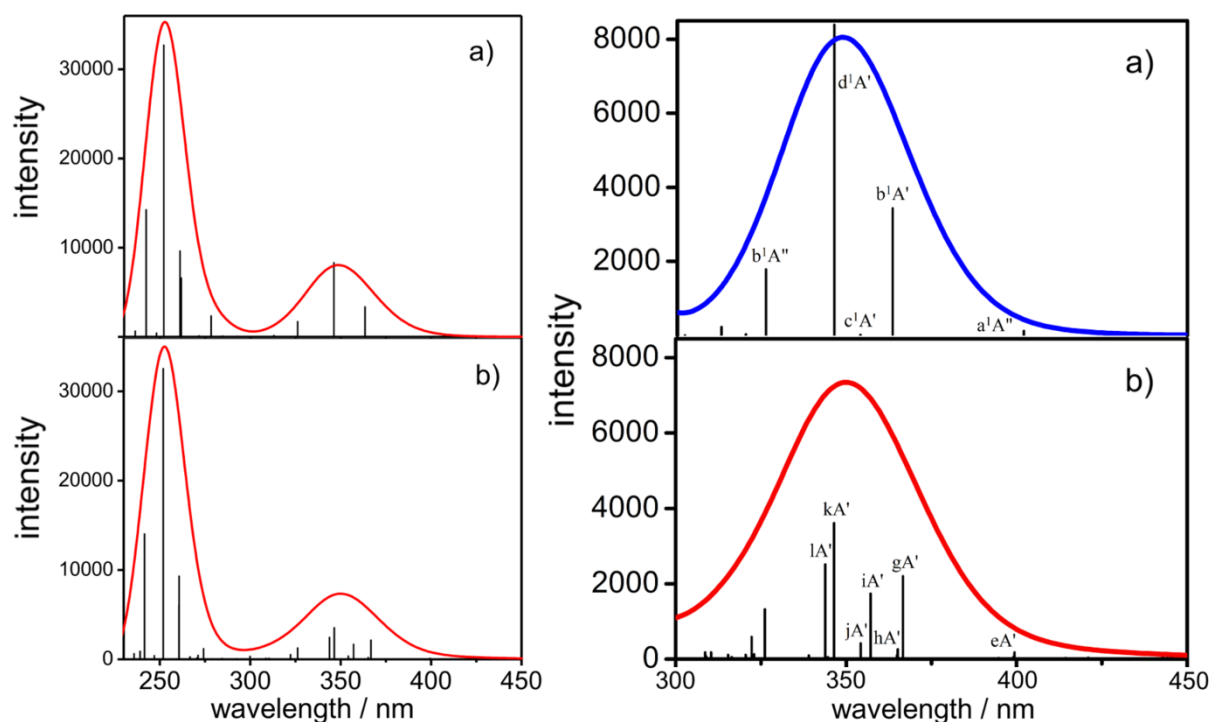 a)
30000
20000
10000
intensity
b)
30000
20000
10000
0
intensity
250 300 350 400 450
wavelength / nm
a)
8000
6000
4000
2000
d¹A'
b¹A'
b¹A"
c¹A'
a¹A"
intensity
b)
8000
6000
4000
2000
0
kA'
lA'
gA'
iA'
jA'
hA'
eA'
300 350 400 450
wavelength / nm